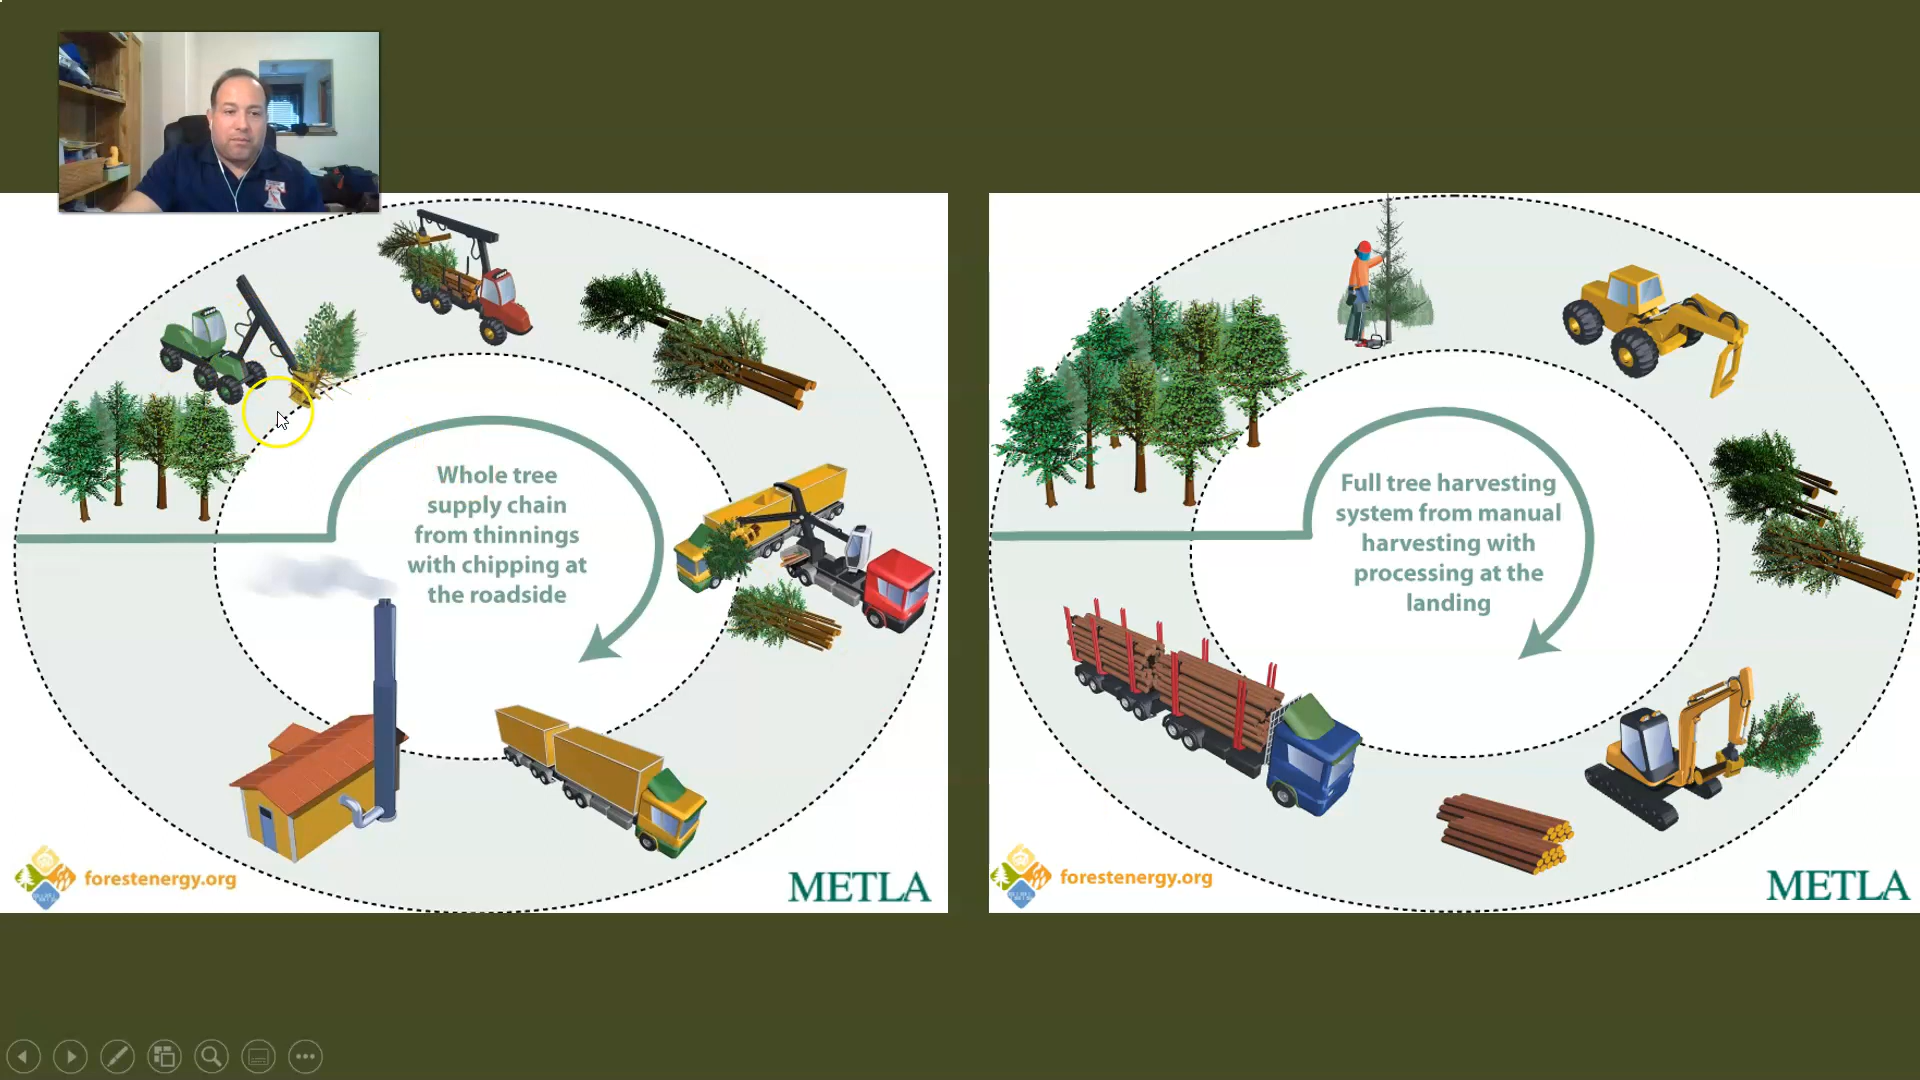 Whole tree
supply chain
from thinnings
with chipping at
the roadside
forestenergy.org
METLA
Full tree harvesting
system from manual
harvesting with
processing at the
landing
forestenergy.org
METLA